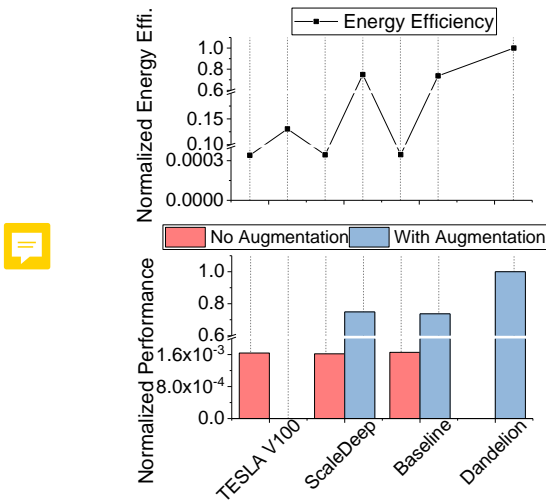 Energy Efficiency
Normalized Energy Effi.
1.0
0.8
0.6
0.15
0.10
0.0003
0.0000
No Augmentation With Augmentation
Normalized Performance
1.0
0.8
0.6
1.6x10⁻³
8.0x10⁻⁴
0.0
TESLA V100 ScaleDeep Baseline Dandelion